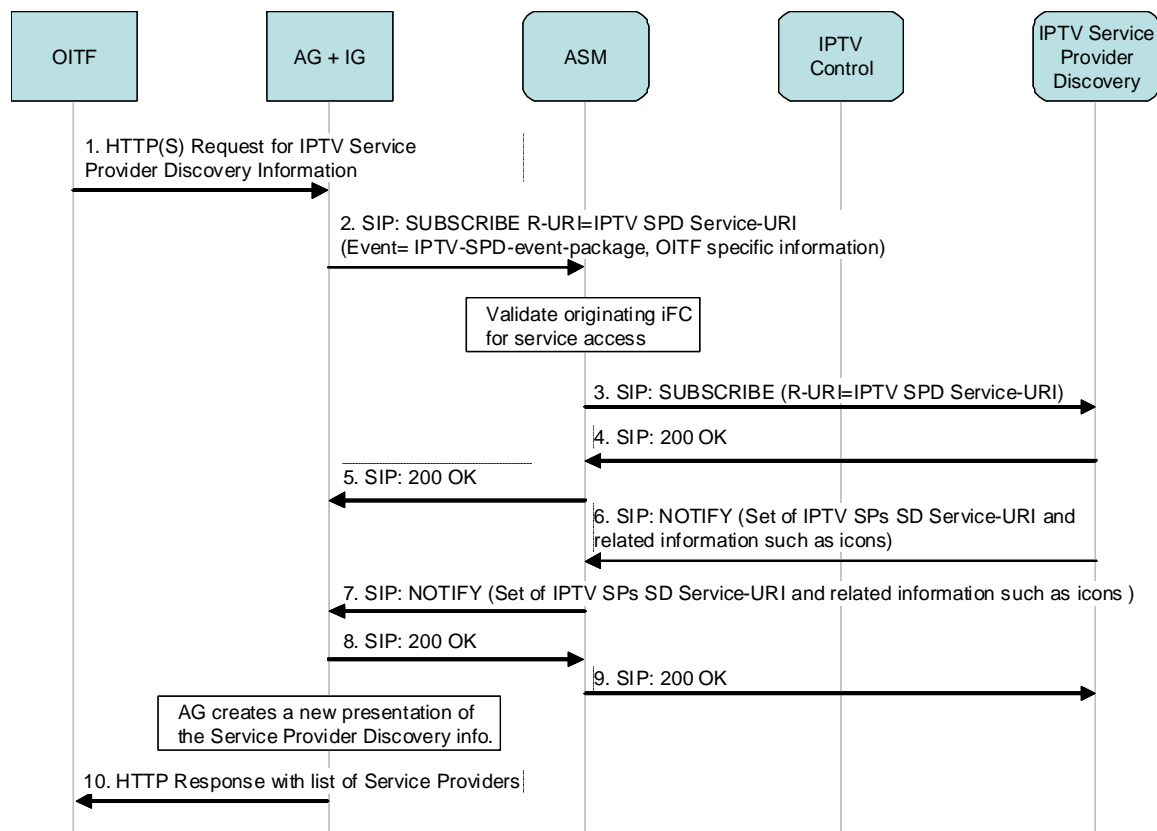 OITF
AG + IG
ASM
IPTV
Control
IPTV Service
Provider
Discovery
1. HTTP(S) Request for IPTV Service
Provider Discovery Information
2. SIP: SUBSCRIBE R-URI=IPTV SPD Service-URI
(Event= IPTV-SPD-event-package, OITF specific information)
Validate originating iFC
for service access
3. SIP: SUBSCRIBE (R-URI=IPTV SPD Service-URI)
4. SIP: 200 OK
5. SIP: 200 OK
6. SIP: NOTIFY (Set of IPTV SPs SD Service-URI and
related information such as icons)
7. SIP: NOTIFY (Set of IPTV SPs SD Service-URI and related information such as icons )
8. SIP: 200 OK
9. SIP: 200 OK
AG creates a new presentation of
the Service Provider Discovery info.
10. HTTP Response with list of Service Providers